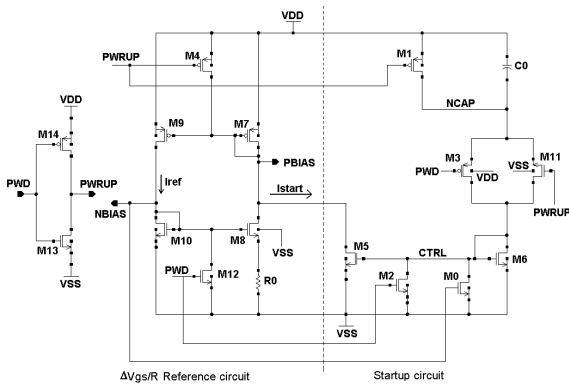 VDD
PWRUP
M4
M1
C0
NCAP
VDD
M14
M9
M7
M3
M11
PBIAS
PWD
VSS
VDD
PWD
PWRUP
Iref
Istart
PWRUP
NBIAS
M10
M8
VSS
M5
CTRL
M6
M13
PWD
M12
M2
M0
VSS
R0
VSS
ΔVgs/R Reference circuit
Startup circuit